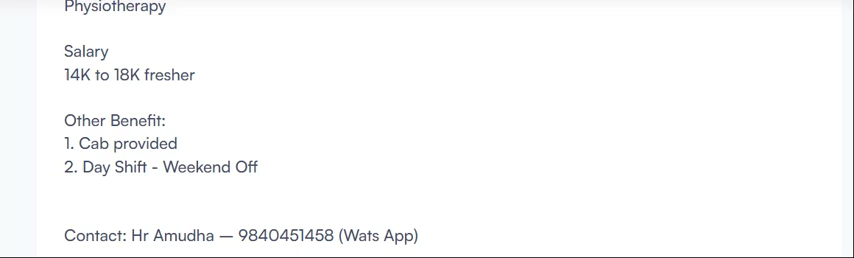 Physiotherapy
Salary
14K to 18K fresher
Other Benefit:
1. Cab provided
2. Day Shift - Weekend Off
Contact: Hr Amudha – 9840451458 (Wats App)